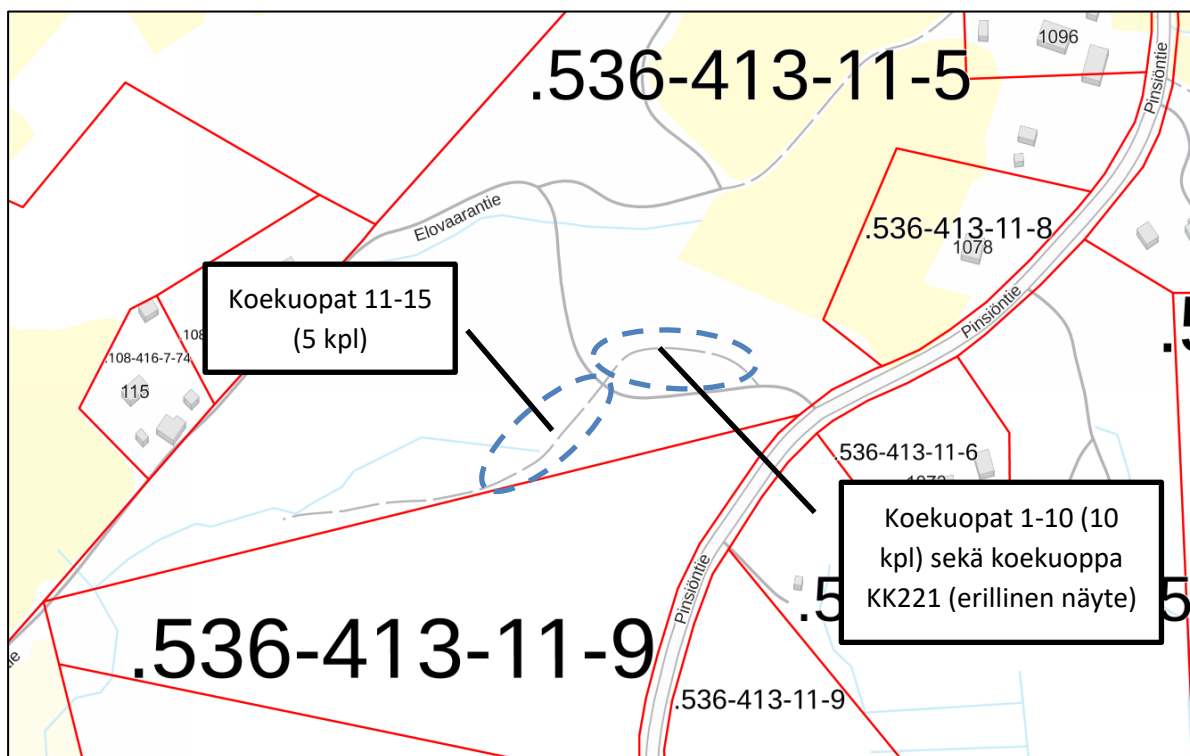 1096
.536-413-11-5
Pinsiöntie
Elovaarantie
.536-413-11-8
1078
Koekuopat 11-15
(5 kpl)
Pinsiöntie
.108
.108-416-7-74
115
.536-413-11-6
Koekuopat 1-10 (10
kpl) sekä koekuoppa
KK221 (erillinen näyte)
Pinsiöntie
.536-413-11-9
.536-413-11-9